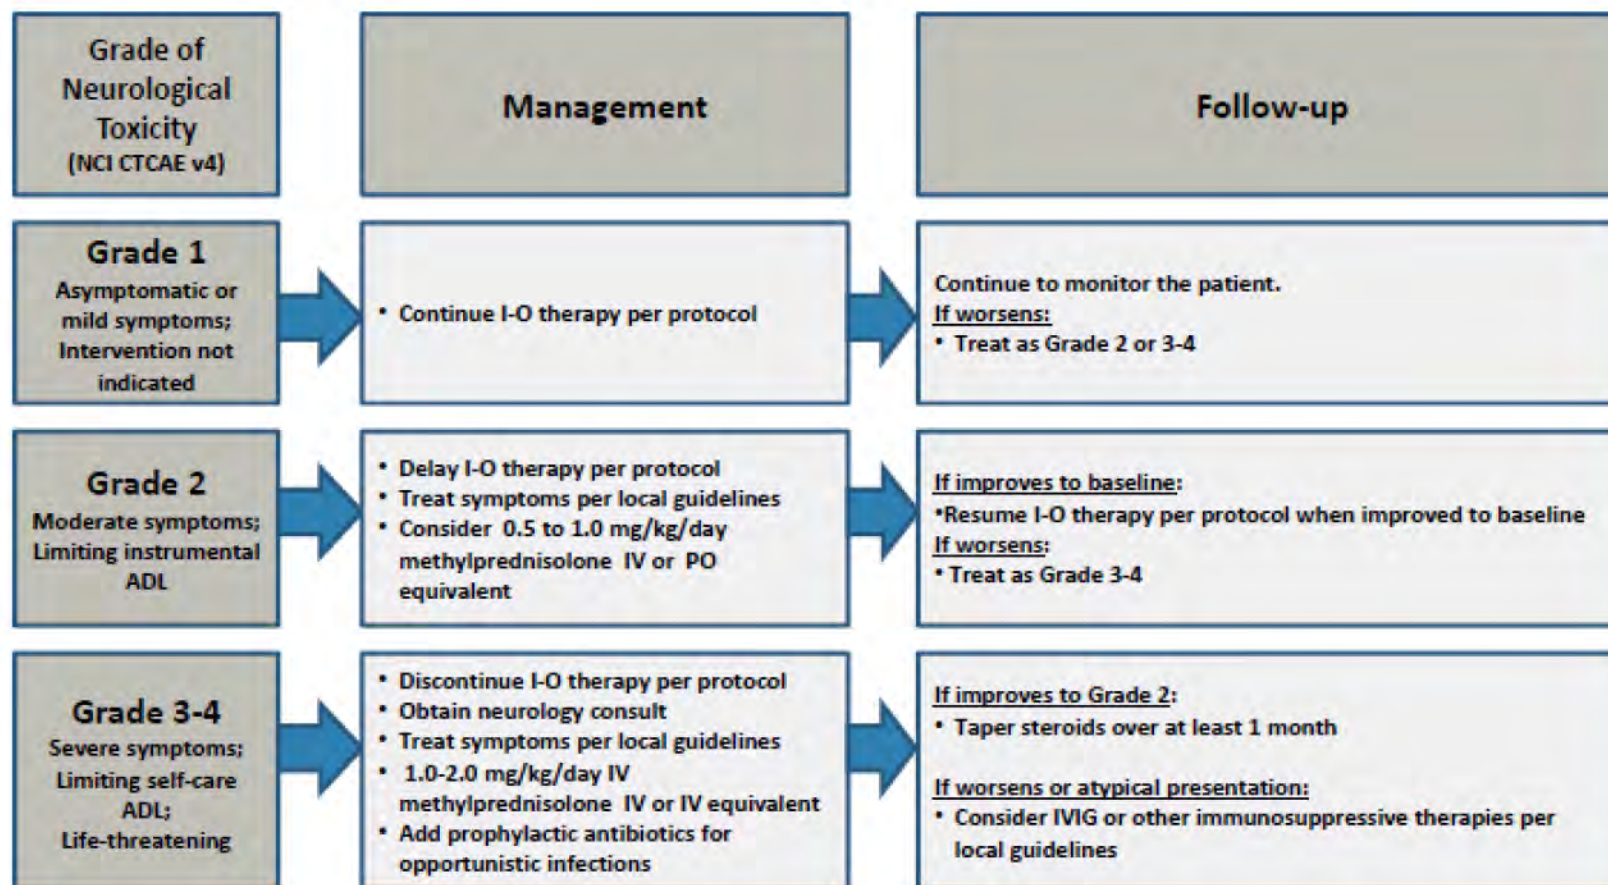 Grade of
Neurological
Toxicity
(NCI CTCAE v4)
Management
Follow-up
Grade 1
Asymptomatic or
mild symptoms;
Intervention not
indicated
• Continue I-O therapy per protocol
Continue to monitor the patient.
If worsens:
• Treat as Grade 2 or 3-4
Grade 2
Moderate symptoms;
Limiting instrumental
ADL
• Delay I-O therapy per protocol
• Treat symptoms per local guidelines
• Consider 0.5 to 1.0 mg/kg/day
methylprednisolone IV or PO
equivalent
If improves to baseline:
•Resume I-O therapy per protocol when improved to baseline
If worsens:
• Treat as Grade 3-4
Grade 3-4
Severe symptoms;
Limiting self-care
ADL;
Life-threatening
• Discontinue I-O therapy per protocol
• Obtain neurology consult
• Treat symptoms per local guidelines
• 1.0-2.0 mg/kg/day IV
methylprednisolone IV or IV equivalent
• Add prophylactic antibiotics for
opportunistic infections
If improves to Grade 2:
• Taper steroids over at least 1 month
If worsens or atypical presentation:
• Consider IVIG or other immunosuppressive therapies per
local guidelines